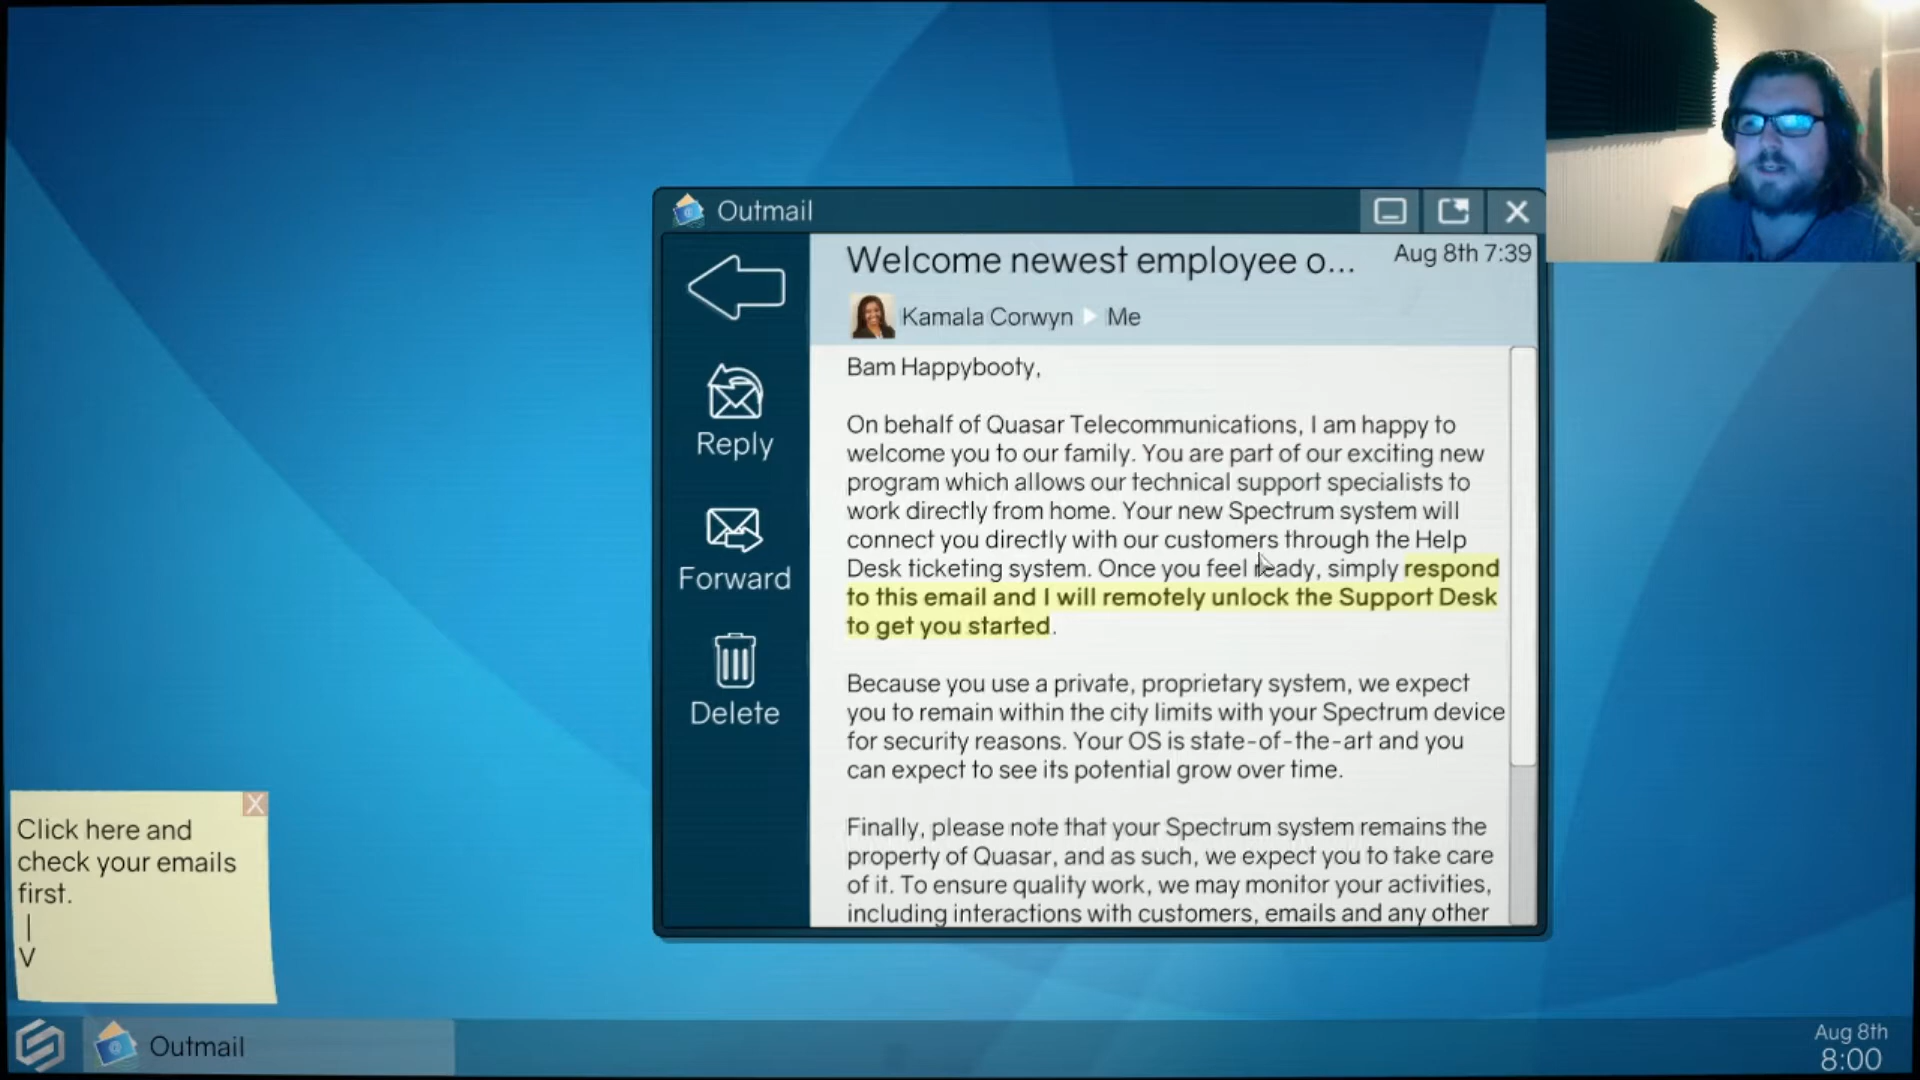 Outmail
Welcome newest employee o...
Aug 8th 7:39
Kamala Corwyn Me
Reply
Forward
Delete
Bam Happybooty,
On behalf of Quasar Telecommunications, I am happy to
welcome you to our family. You are part of our exciting new
program which allows our technical support specialists to
work directly from home. Your new Spectrum system will
connect you directly with our customers through the Help
Desk ticketing system. Once you feel ready, simply respond
to this email and I will remotely unlock the Support Desk
to get you started.
Because you use a private, proprietary system, we expect
you to remain within the city limits with your Spectrum device
for security reasons. Your OS is state-of-the-art and you
can expect to see its potential grow over time.
Finally, please note that your Spectrum system remains the
property of Quasar, and as such, we expect you to take care
of it. To ensure quality work, we may monitor your activities,
including interactions with customers, emails and any other
X
Click here and
check your emails
first.
|
V
Outmail
Aug 8th
8:00